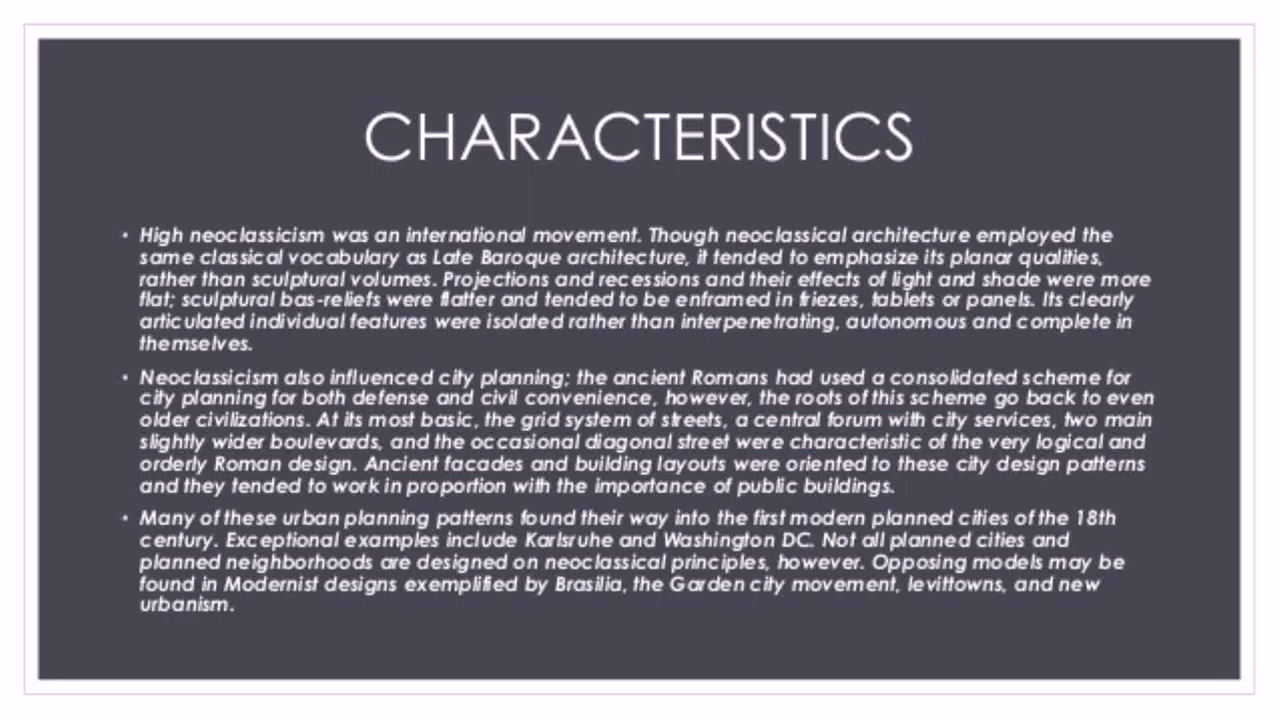 CHARACTERISTICS
• High neoclassicism was an international movement. Though neoclassical architecture employed the
same classical vocabulary as Late Baroque architecture, it tended to emphasize its planar qualities,
rather than sculptural volumes. Projections and recessions and their effects of light and shade were more
flat; sculptural bas-reliefs were flatter and tended to be enframed in friezes, tablets or panels. Its clearly
articulated individual features were isolated rather than interpenetrating, autonomous and complete in
themselves.
• Neoclassicism also influenced city planning; the ancient Romans had used a consolidated scheme for
city planning for both defense and civil convenience, however, the roots of this scheme go back to even
older civilizations. At its most basic, the grid system of streets, a central forum with city services, two main
slightly wider boulevards, and the occasional diagonal street were characteristic of the very logical and
orderly Roman design. Ancient facades and building layouts were oriented to these city design patterns
and they tended to work in proportion with the importance of public buildings.
• Many of these urban planning patterns found their way into the first modern planned cities of the 18th
century. Exceptional examples include Karlsruhe and Washington DC. Not all planned cities and
planned neighborhoods are designed on neoclassical principles, however. Opposing models may be
found in Modernist designs exemplified by Brasilia, the Garden city movement, levittowns, and new
urbanism.